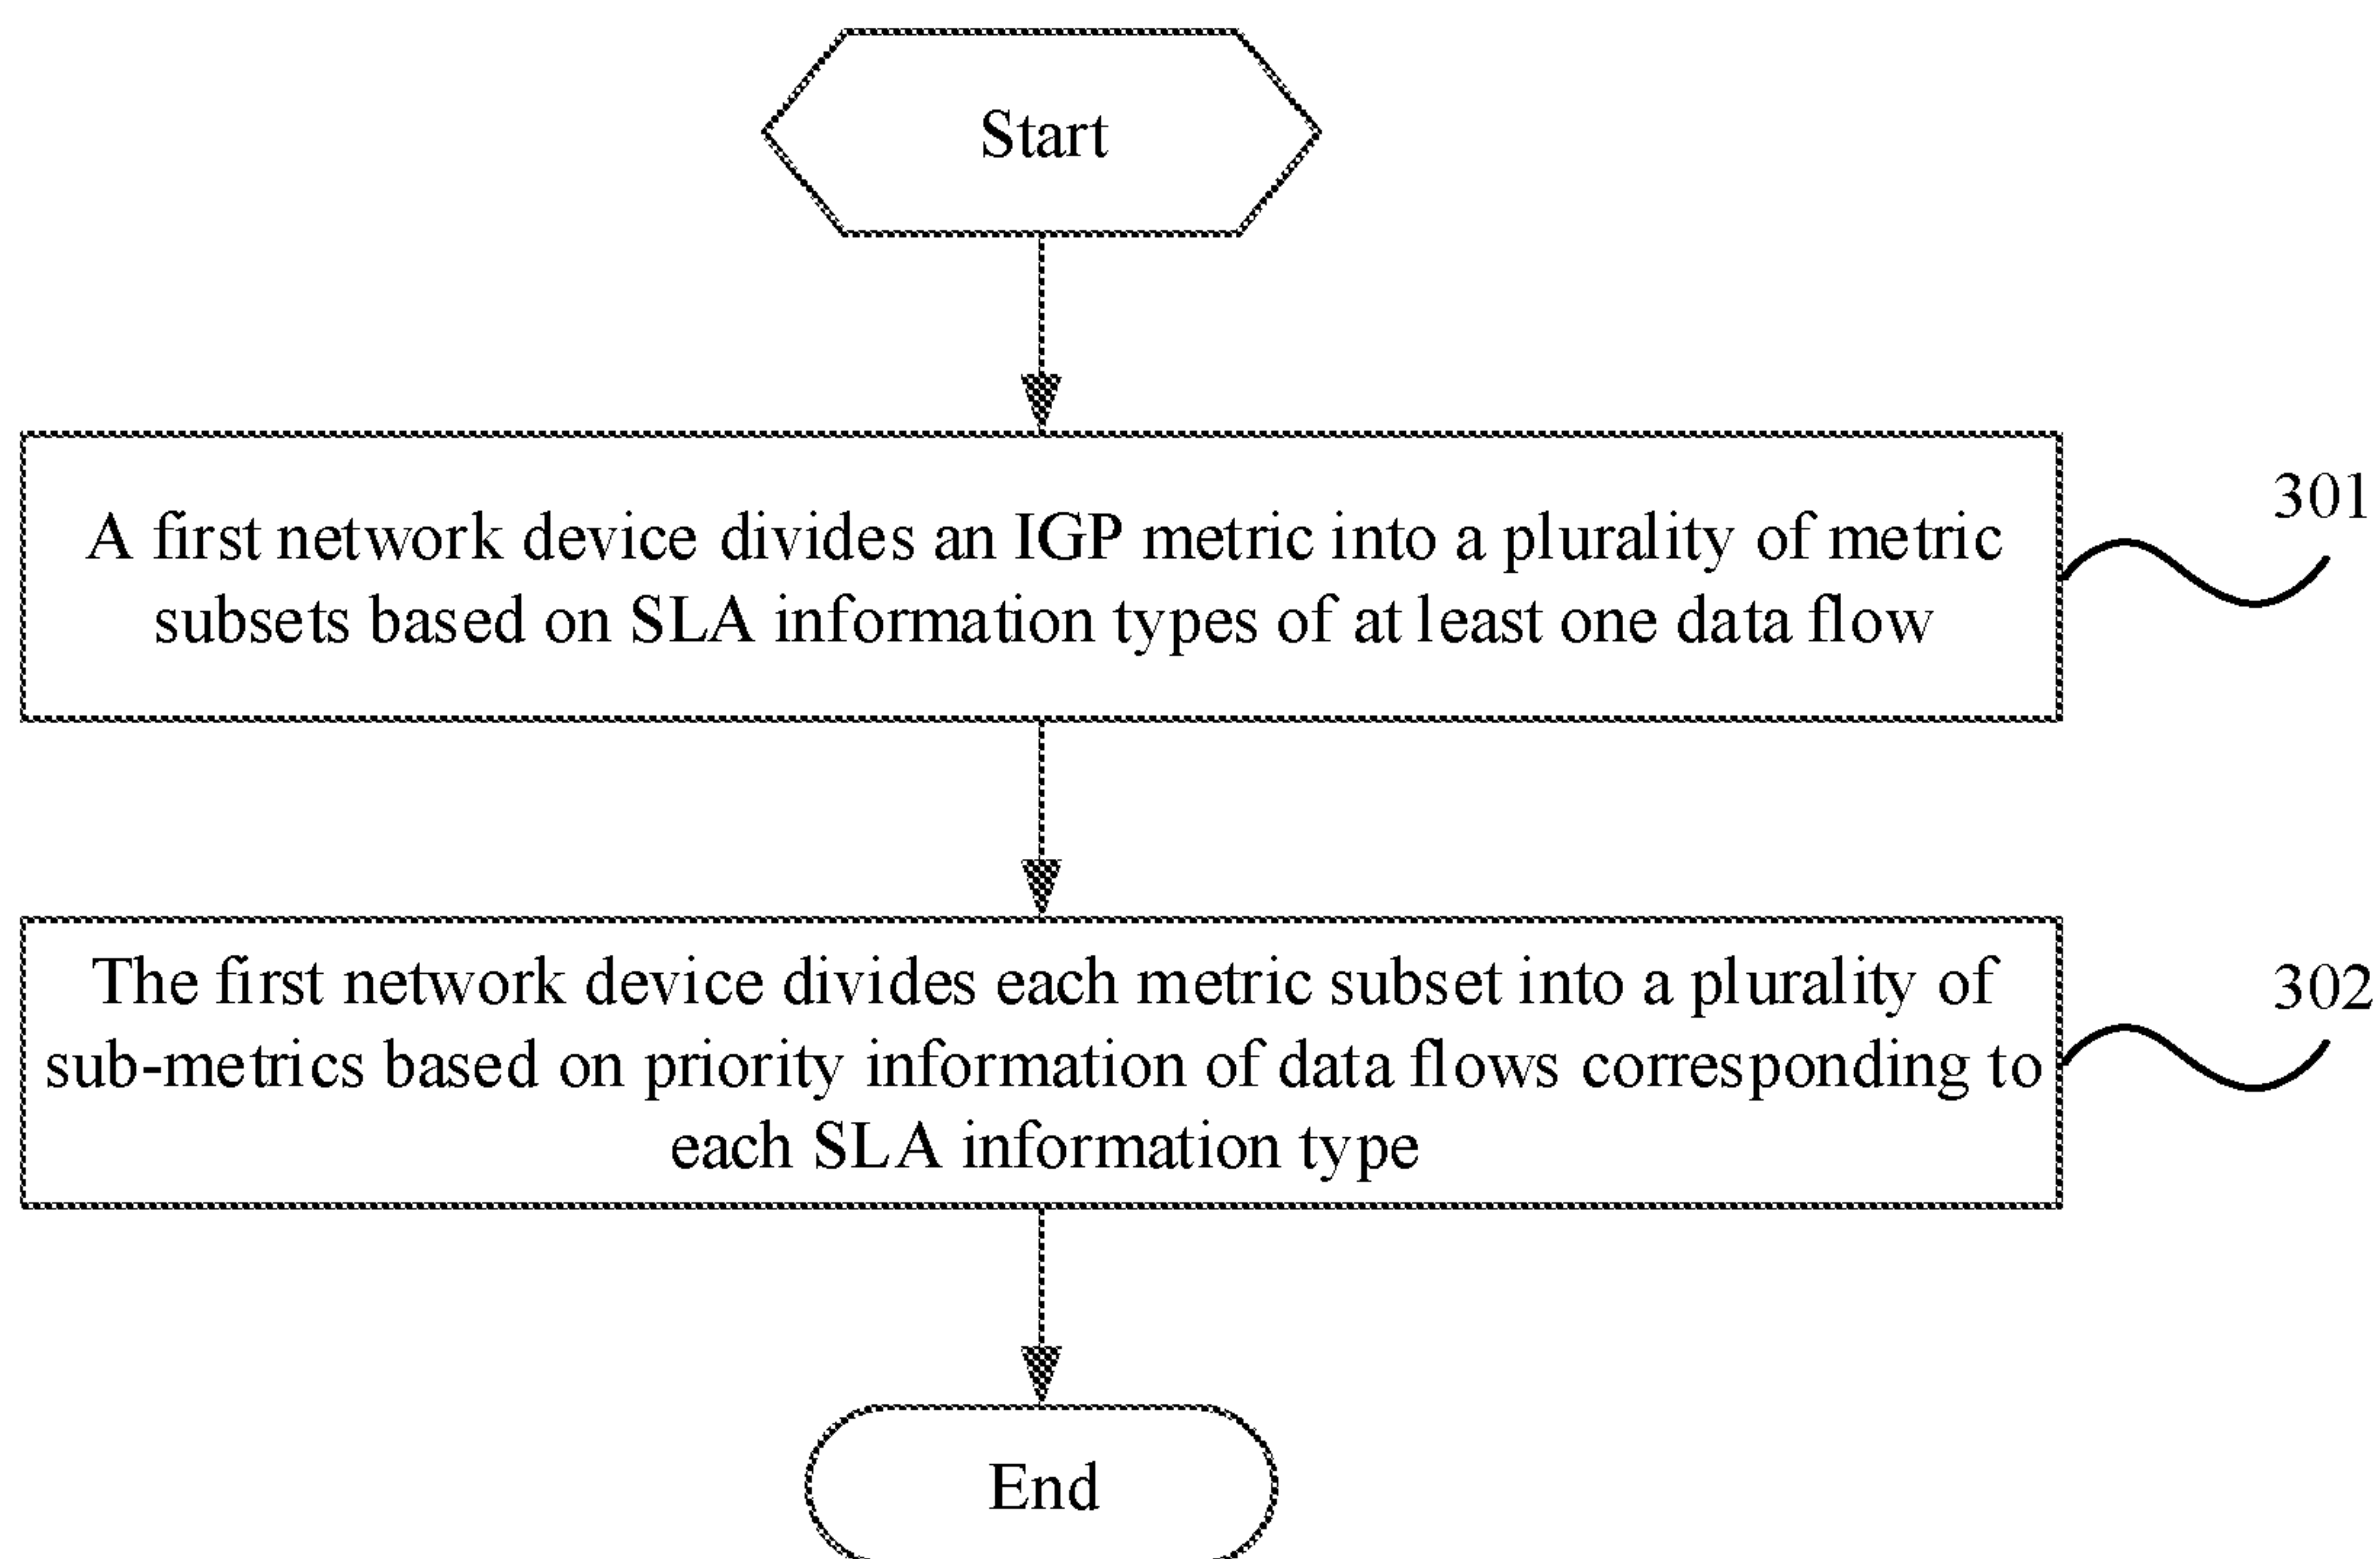 Start
A first network device divides an IGP metric into a plurality of metric
subsets based on SLA information types of at least one data flow
301
The first network device divides each metric subset into a plurality of
sub-metrics based on priority information of data flows corresponding to
each SLA information type
302
End